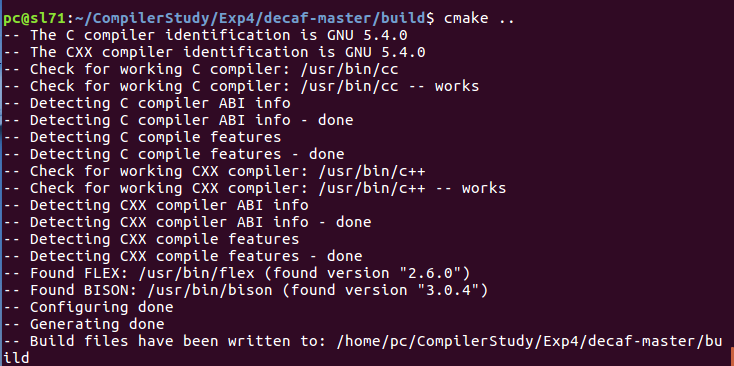 pc@sl71:~/CompilerStudy/Exp4/decaf-master/build$ cmake ..
-- The C compiler identification is GNU 5.4.0
-- The CXX compiler identification is GNU 5.4.0
-- Check for working C compiler: /usr/bin/cc
-- Check for working C compiler: /usr/bin/cc -- works
-- Detecting C compiler ABI info
-- Detecting C compiler ABI info - done
-- Detecting C compile features
-- Detecting C compile features - done
-- Check for working CXX compiler: /usr/bin/c++
-- Check for working CXX compiler: /usr/bin/c++ -- works
-- Detecting CXX compiler ABI info
-- Detecting CXX compiler ABI info - done
-- Detecting CXX compile features
-- Detecting CXX compile features - done
-- Found FLEX: /usr/bin/flex (found version "2.6.0")
-- Found BISON: /usr/bin/bison (found version "3.0.4")
-- Configuring done
-- Generating done
-- Build files have been written to: /home/pc/CompilerStudy/Exp4/decaf-master/bu
ild